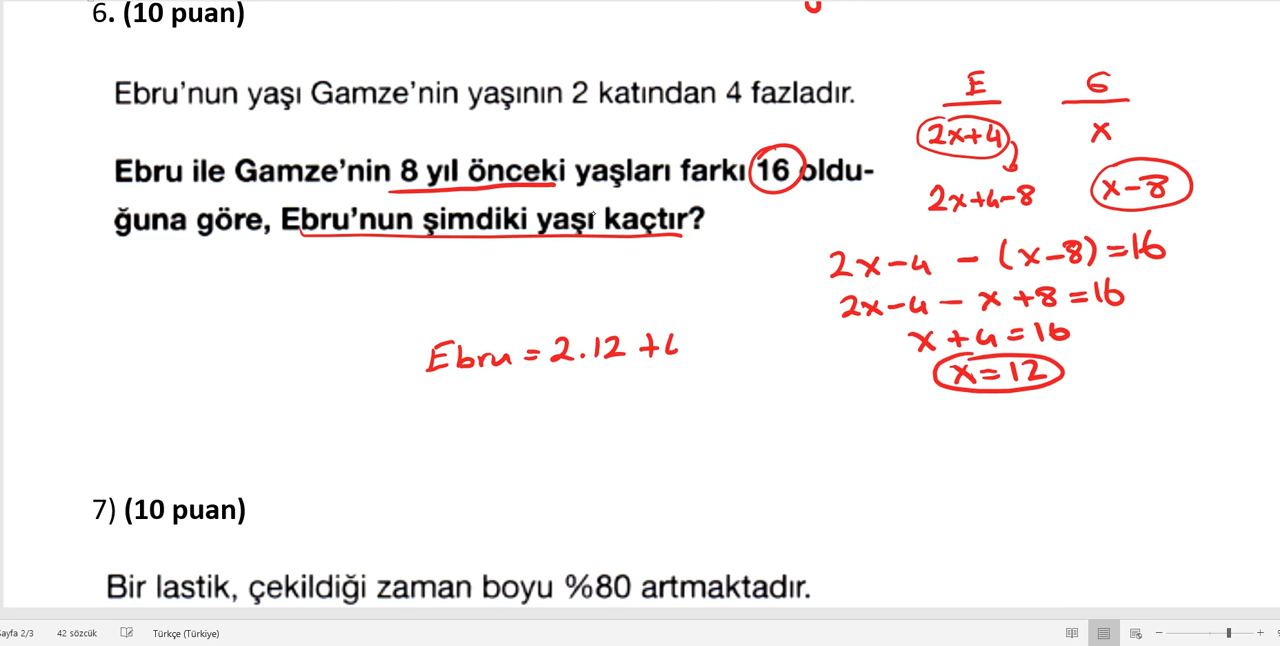 6. (10 puan)
Ebru'nun yaşı Gamze'nin yaşının 2 katından 4 fazladır.
Ebru ile Gamze'nin 8 yıl önceki yaşları farkı 16 oldu-
ğuna göre, Ebru'nun şimdiki yaşı kaçtır?
E G
2x+4 x
2x+4-8 x-8
2x-4 - (x-8)=16
2x-4 - x +8 =16
x +4 = 16
x = 12
Ebru = 2.12 +
7) (10 puan)
Bir lastik, çekildiği zaman boyu %80 artmaktadır.
ayfa 2/3 42 sözcük Türkçe (Türkiye)